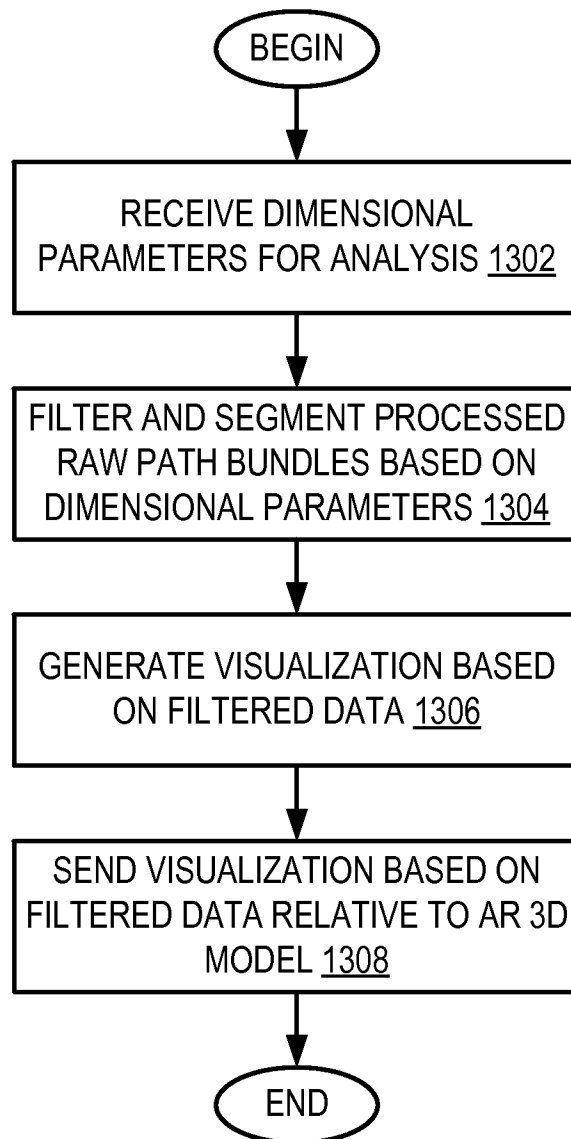 BEGIN
RECEIVE DIMENSIONAL
PARAMETERS FOR ANALYSIS 1302
FILTER AND SEGMENT PROCESSED
RAW PATH BUNDLES BASED ON
DIMENSIONAL PARAMETERS 1304
GENERATE VISUALIZATION BASED
ON FILTERED DATA 1306
SEND VISUALIZATION BASED ON
FILTERED DATA RELATIVE TO AR 3D
MODEL 1308
END